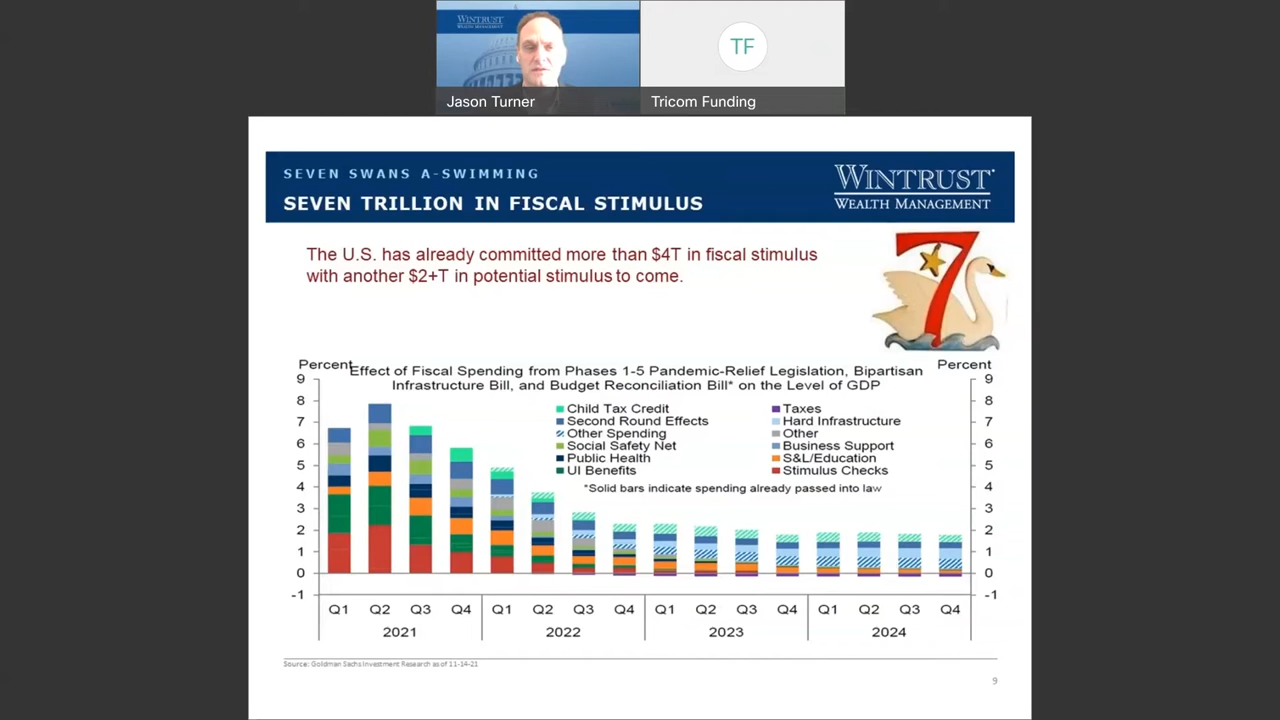 WINTRUST
WEALTH MANAGEMENT
TF
Jason Turner
Tricom Funding
SEVEN SWANS A-SWIMMING
SEVEN TRILLION IN FISCAL STIMULUS
WINTRUST
WEALTH MANAGEMENT
The U.S. has already committed more than $4T in fiscal stimulus
with another $2+T in potential stimulus to come.
7
Percent
Percent
Effect of Fiscal Spending from Phases 1-5 Pandemic-Relief Legislation, Bipartisan
Infrastructure Bill, and Budget Reconciliation Bill* on the Level of GDP
9
8
7
6
5
4
3
2
1
0
-1
Child Tax Credit
Second Round Effects
Other Spending
Social Safety Net
Public Health
UI Benefits
Taxes
Hard Infrastructure
Other
Business Support
S&L/Education
Stimulus Checks
*Solid bars indicate spending already passed into law
9
8
7
6
5
4
3
2
1
0
-1
Q1 Q2 Q3 Q4 Q1 Q2 Q3 Q4 Q1 Q2 Q3 Q4 Q1 Q2 Q3 Q4
2021 2022 2023 2024
Source: Goldman Sachs Investment Research as of 11-14-21
9